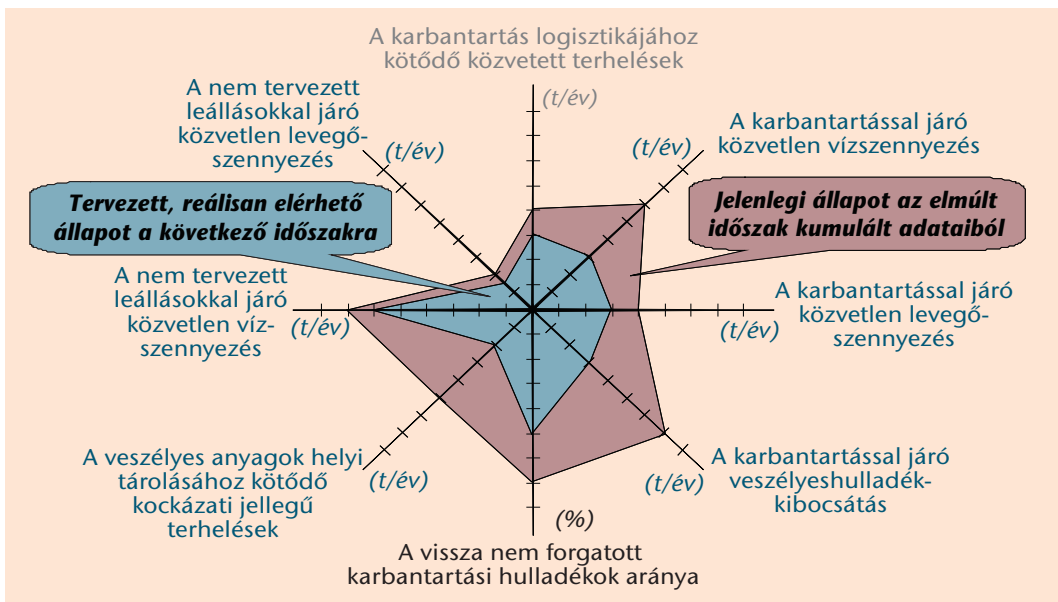 A karbantartás logisztikájához
kötődő közvetett terhelések
(t/év)
A nem tervezett
leállásokkal járó
közvetlen levegő-
szennyezés
(t/év)
A karbantartással járó
közvetlen vízszennyezés
(t/év)
Tervezett, reálisan elérhető
állapot a következő időszakra
Jelenlegi állapot az elmúlt
időszak kumulált adataiból
A nem tervezett
leállásokkal járó
közvetlen víz-
szennyezés
(t/év)
A karbantartással járó
közvetlen levegő-
szennyezés
(t/év)
A veszélyes anyagok helyi
tárolásához kötődő
kockázati jellegű
terhelések
(t/év)
A karbantartással járó
veszélyeshulladék-
kibocsátás
(t/év)
(%)
A vissza nem forgatott
karbantartási hulladékok aránya